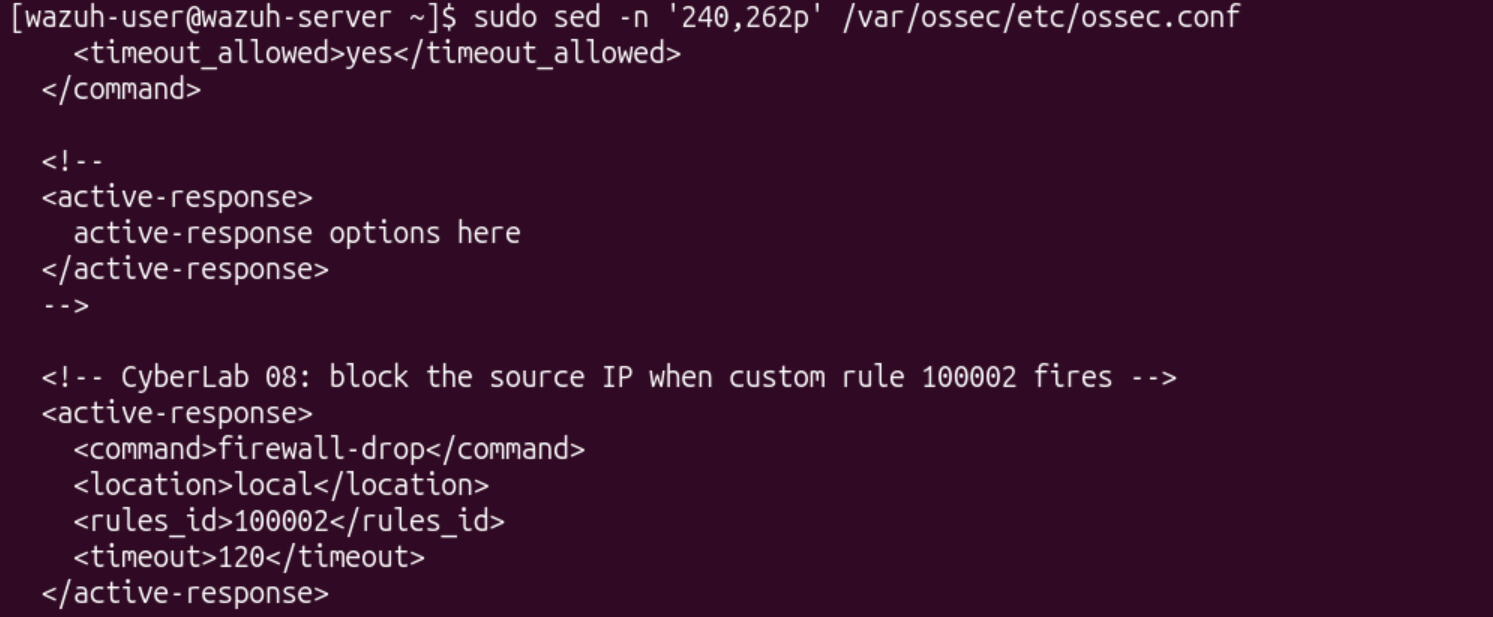 [wazuh-user@wazuh-server ~]$ sudo sed -n '240,262p' /var/ossec/etc/ossec.conf
    <timeout_allowed>yes</timeout_allowed>
  </command>

  <!--
  <active-response>
    active-response options here
  </active-response>
  -->

  <!-- CyberLab 08: block the source IP when custom rule 100002 fires -->
  <active-response>
    <command>firewall-drop</command>
    <location>local</location>
    <rules_id>100002</rules_id>
    <timeout>120</timeout>
  </active-response>